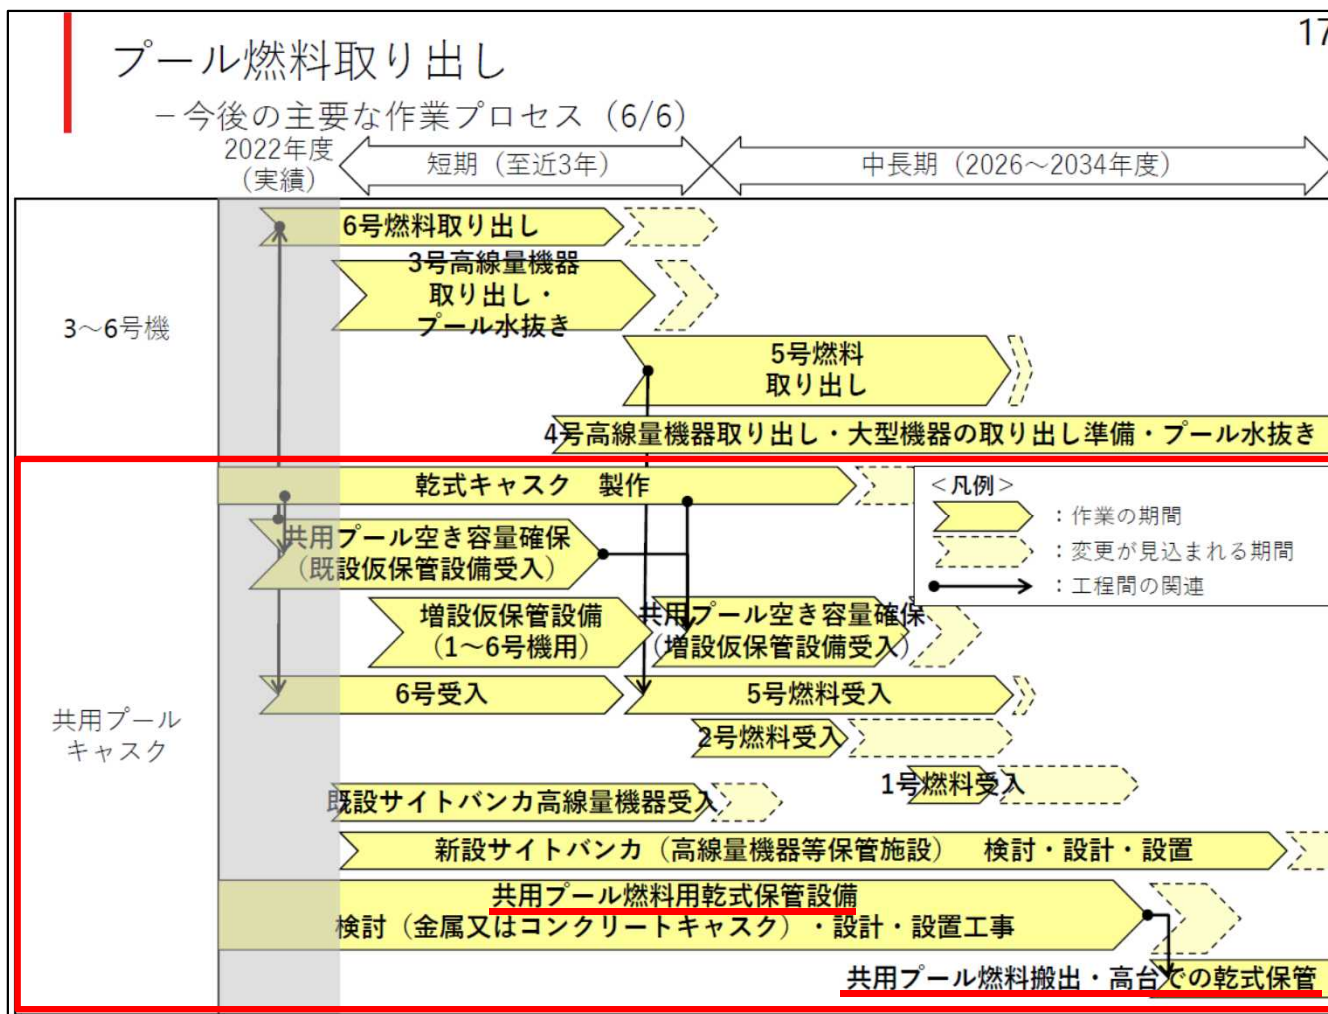 17
プール燃料取り出し
－今後の主要な作業プロセス（6/6）
2022年度
（実績）
短期（至近3年）
中長期（2026～2034年度）
3～6号機
6号燃料取り出し
3号高線量機器
取り出し・
プール水抜き
5号燃料
取り出し
4号高線量機器取り出し・大型機器の取り出し準備・プール水抜き
共用プール
キャスク
乾式キャスク　製作
共用プール空き容量確保
（既設仮保管設備受入）
増設仮保管設備
（1～6号機用）
共用プール空き容量確保
（増設仮保管設備受入）
6号受入
5号燃料受入
2号燃料受入
1号燃料受入
既設サイトバンカ高線量機器受入
新設サイトバンカ（高線量機器等保管施設）　検討・設計・設置
共用プール燃料用乾式保管設備
検討（金属又はコンクリートキャスク）・設計・設置工事
共用プール燃料搬出・高台での乾式保管
＜凡例＞
：作業の期間
：変更が見込まれる期間
：工程間の関連